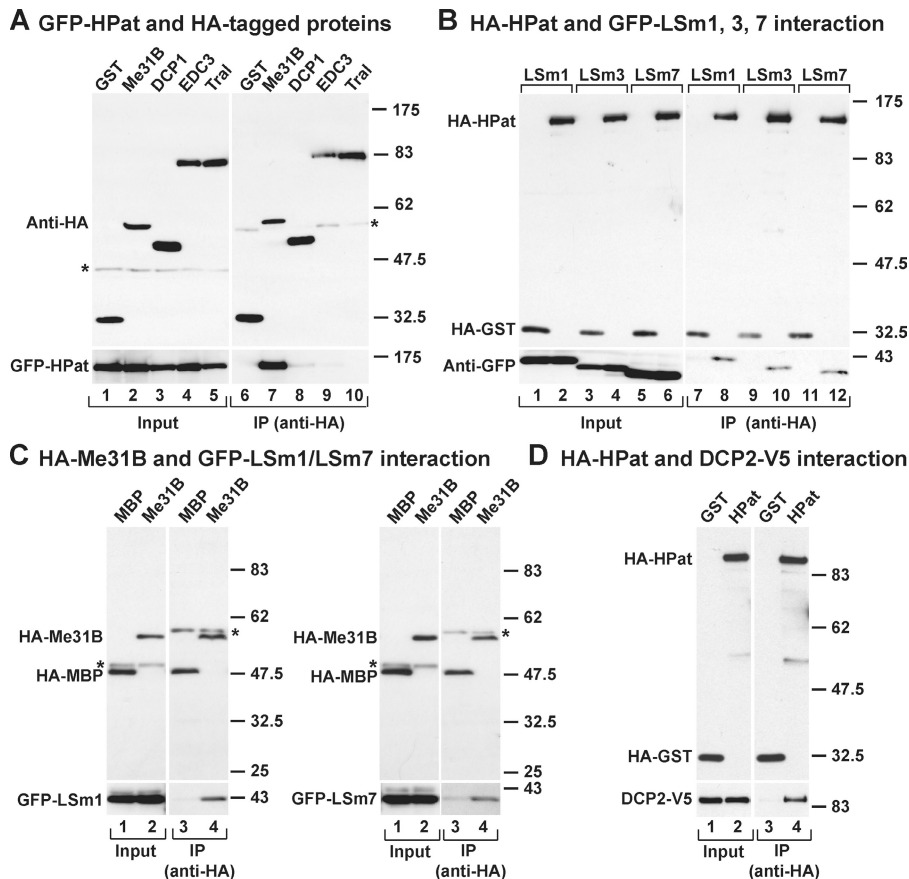 A GFP-HPat and HA-tagged proteins
GST Me31B DCP1 EDC3 Tral GST Me31B DCP1 EDC3 Tral
175
83
62
Anti-HA
*
*
47.5
32.5
GFP-HPat
175
1 2 3 4 5 6 7 8 9 10
Input IP (anti-HA)
B HA-HPat and GFP-LSm1, 3, 7 interaction
LSm1 LSm3 LSm7 LSm1 LSm3 LSm7
175
HA-HPat
83
62
47.5
HA-GST
32.5
43
Anti-GFP
1 2 3 4 5 6 7 8 9 10 11 12
Input IP (anti-HA)
C HA-Me31B and GFP-LSm1/LSm7 interaction
MBP Me31B MBP Me31B
83
62
HA-Me31B
*
*
HA-MBP
47.5
32.5
25
GFP-LSm1
43
1 2 3 4
Input IP
(anti-HA)
MBP Me31B MBP Me31B
83
62
HA-Me31B
*
*
HA-MBP
47.5
32.5
25
43
GFP-LSm7
1 2 3 4
Input IP
(anti-HA)
D HA-HPat and DCP2-V5 interaction
GST HPat GST HPat
HA-HPat
83
62
47.5
HA-GST
32.5
DCP2-V5
83
1 2 3 4
Input IP
(anti-HA)